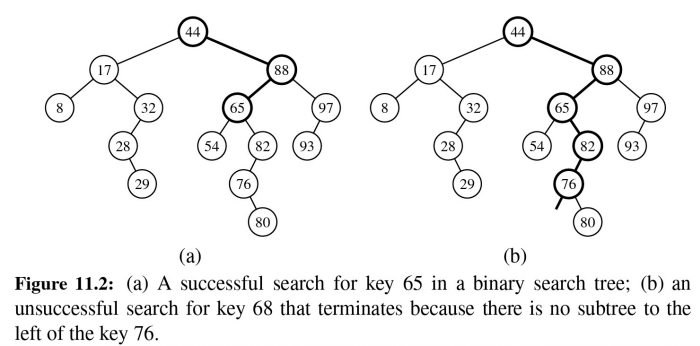 44 44
17 88 17 88
8 32 65 97 8 32 65 97
28 54 82 93 28 54 82 93
29 76 29 76
80 80
(a) (b)
Figure 11.2: (a) A successful search for key 65 in a binary search tree; (b) an
unsuccessful search for key 68 that terminates because there is no subtree to the
left of the key 76.